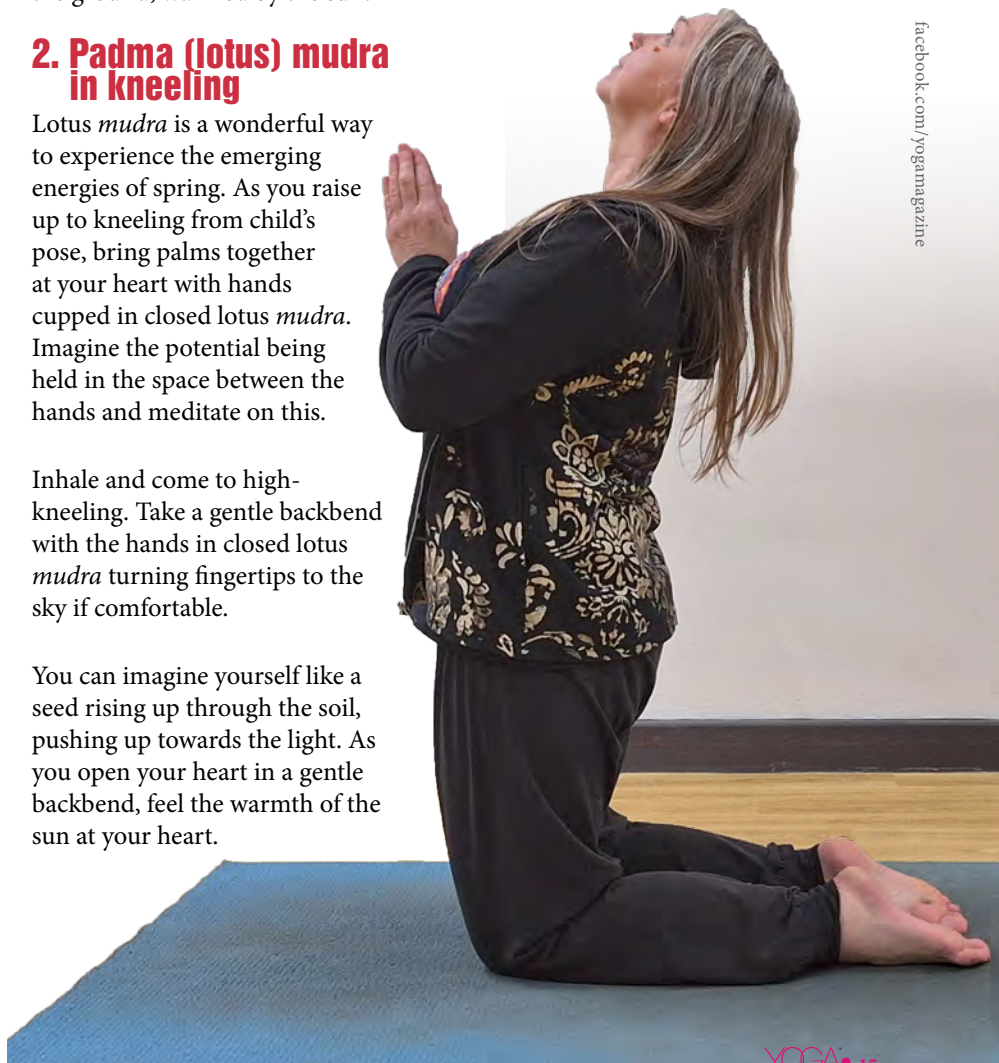 2. Padma (lotus) mudra
in kneeling
Lotus mudra is a wonderful way
to experience the emerging
energies of spring. As you raise
up to kneeling from child’s
pose, bring palms together
at your heart with hands
cupped in closed lotus mudra.
Imagine the potential being
held in the space between the
hands and meditate on this.
Inhale and come to high-
kneeling. Take a gentle backbend
with the hands in closed lotus
mudra turning fingertips to the
sky if comfortable.
You can imagine yourself like a
seed rising up through the soil,
pushing up towards the light. As
you open your heart in a gentle
backbend, feel the warmth of the
sun at your heart.
facebook.com/yogamagazine
YOGA